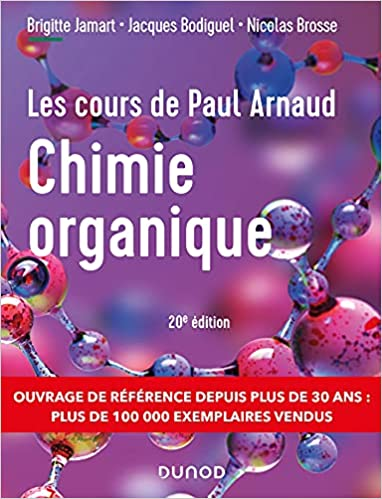 Brigitte Jamart • Jacques Bodiguel • Nicolas Brosse
Les cours de Paul Arnaud
Chimie
organique
20e édition
OUVRAGE DE RÉFÉRENCE DEPUIS PLUS DE 30 ANS :
PLUS DE 100 000 EXEMPLAIRES VENDUS
DUNOD